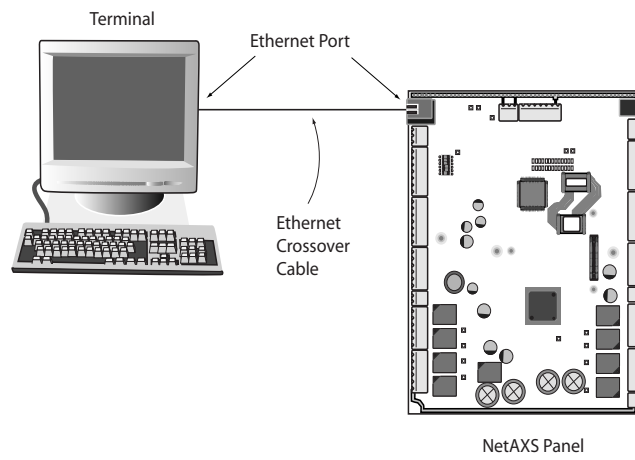 Terminal
Ethernet Port
Ethernet
Crossover
Cable
NetAXS Panel